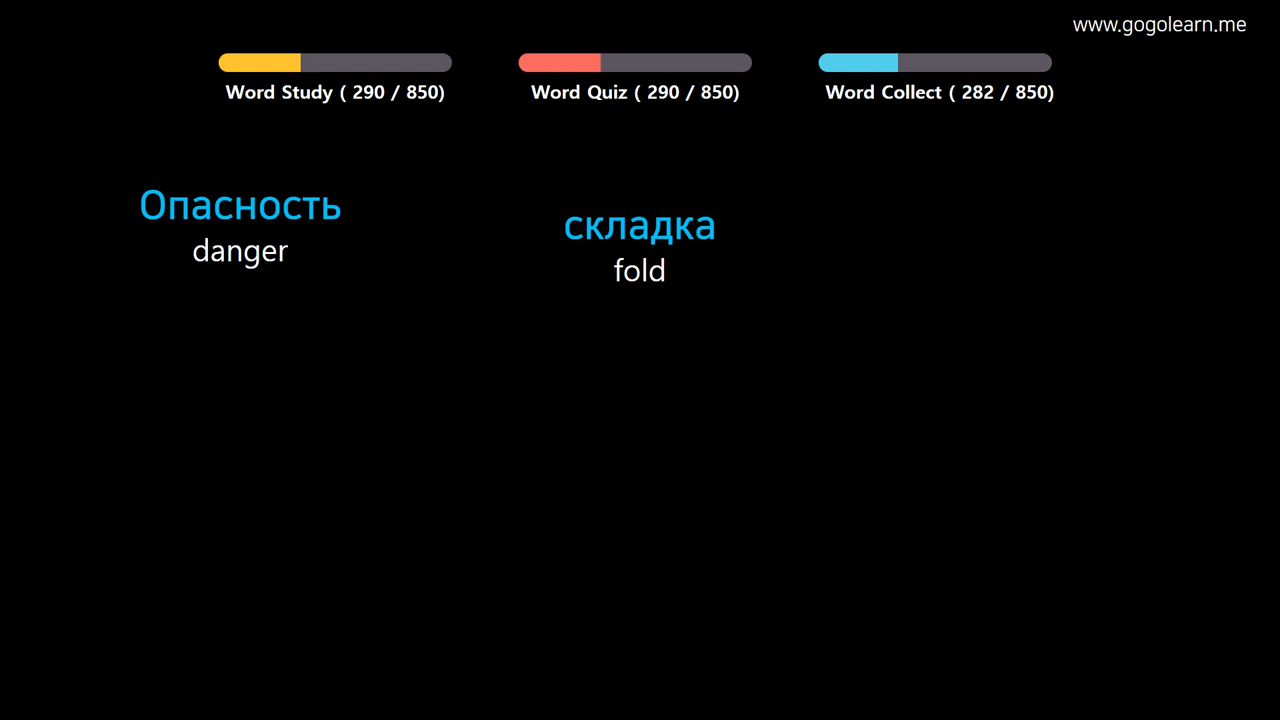 www.gogolearn.me
Word Study ( 290 / 850)
Word Quiz ( 290 / 850)
Word Collect ( 282 / 850)
Опасность
danger
складка
fold